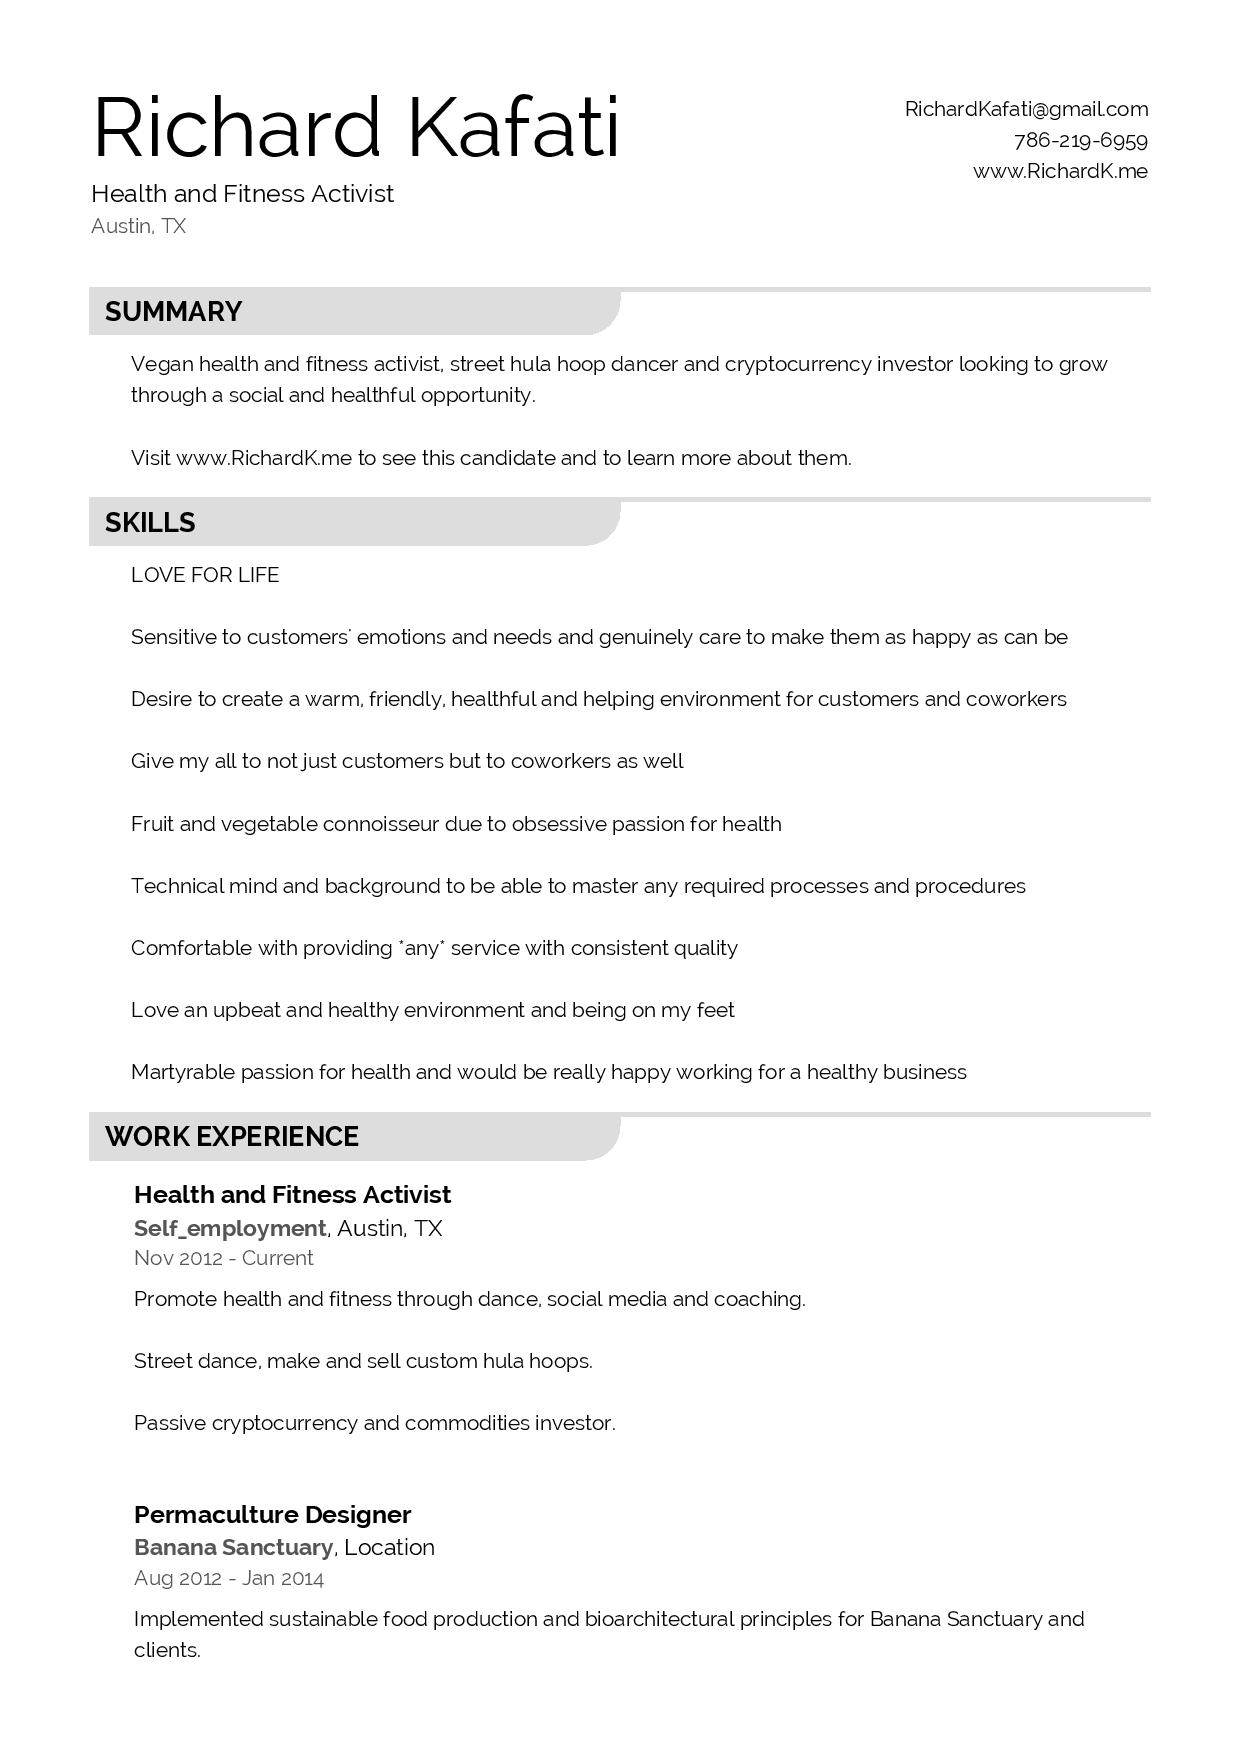 Richard Kafati
Health and Fitness Activist
Austin, TX
RichardKafati@gmail.com
786-219-6959
www.RichardK.me
SUMMARY
Vegan health and fitness activist, street hula hoop dancer and cryptocurrency investor looking to grow
through a social and healthful opportunity.
Visit www.RichardK.me to see this candidate and to learn more about them.
SKILLS
LOVE FOR LIFE
Sensitive to customers' emotions and needs and genuinely care to make them as happy as can be
Desire to create a warm, friendly, healthful and helping environment for customers and coworkers
Give my all to not just customers but to coworkers as well
Fruit and vegetable connoisseur due to obsessive passion for health
Technical mind and background to be able to master any required processes and procedures
Comfortable with providing *any* service with consistent quality
Love an upbeat and healthy environment and being on my feet
Martyrable passion for health and would be really happy working for a healthy business
WORK EXPERIENCE
Health and Fitness Activist
Self_employment, Austin, TX
Nov 2012 - Current
Promote health and fitness through dance, social media and coaching.
Street dance, make and sell custom hula hoops.
Passive cryptocurrency and commodities investor.
Permaculture Designer
Banana Sanctuary, Location
Aug 2012 - Jan 2014
Implemented sustainable food production and bioarchitectural principles for Banana Sanctuary and
clients.